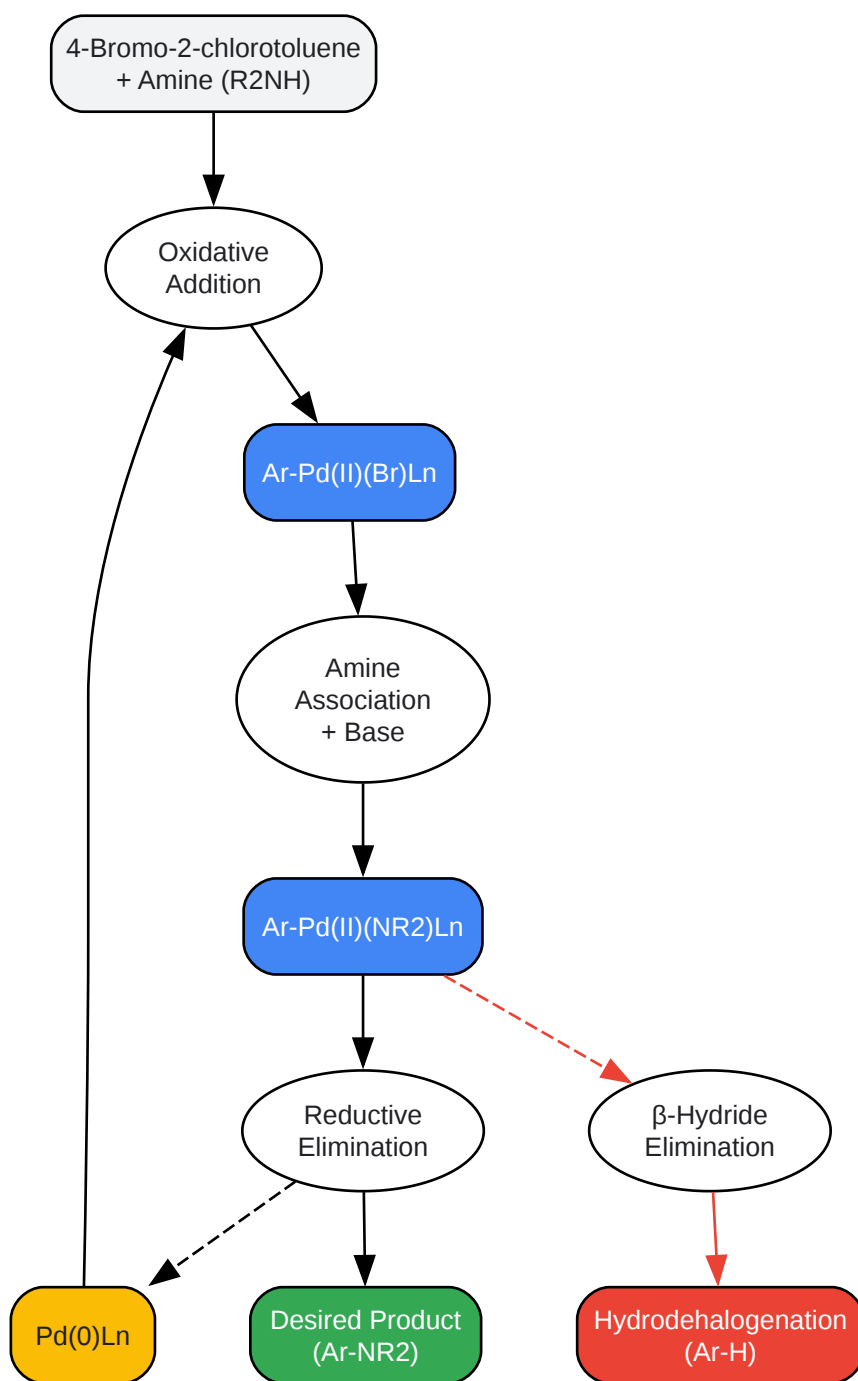 4-Bromo-2-chlorotoluene
+ Amine (R2NH)
Oxidative
Addition
Ar-Pd(II)(Br)Ln
Amine
Association
+ Base
Ar-Pd(II)(NR2)Ln
Reductive
Elimination
β-Hydride
Elimination
Pd(0)Ln
Desired Product
(Ar-NR2)
Hydrodehalogenation
(Ar-H)